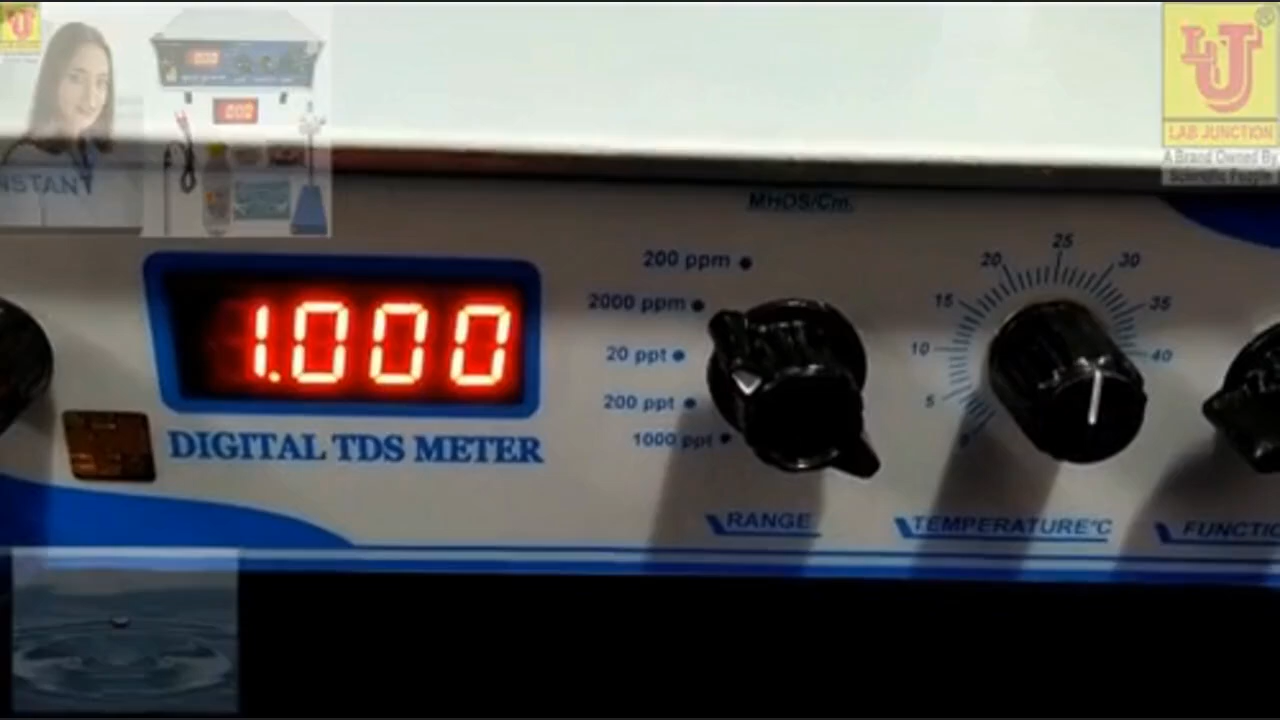 LJ
LAB JUNCTION
A Brand Owned By
Scientific People
NSTANT
MHOS/Cm.
200 ppm
2000 ppm
20 ppt
200 ppt
1000 ppt
RANGE
1.000
DIGITAL TDS METER
0
5
10
15
20
25
30
35
40
TEMPERATURE°C
FUNCTIO